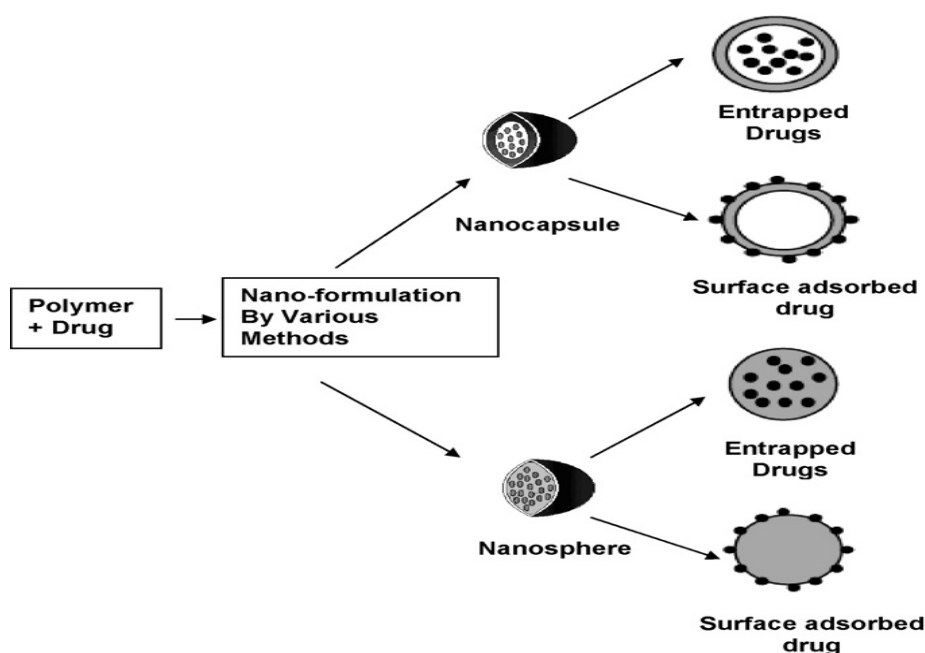 Polymer
+ Drug
Nano-formulation
By Various
Methods
Nanocapsule
Entrapped
Drugs
Surface adsorbed
drug
Nanosphere
Entrapped
Drugs
Surface adsorbed
drug